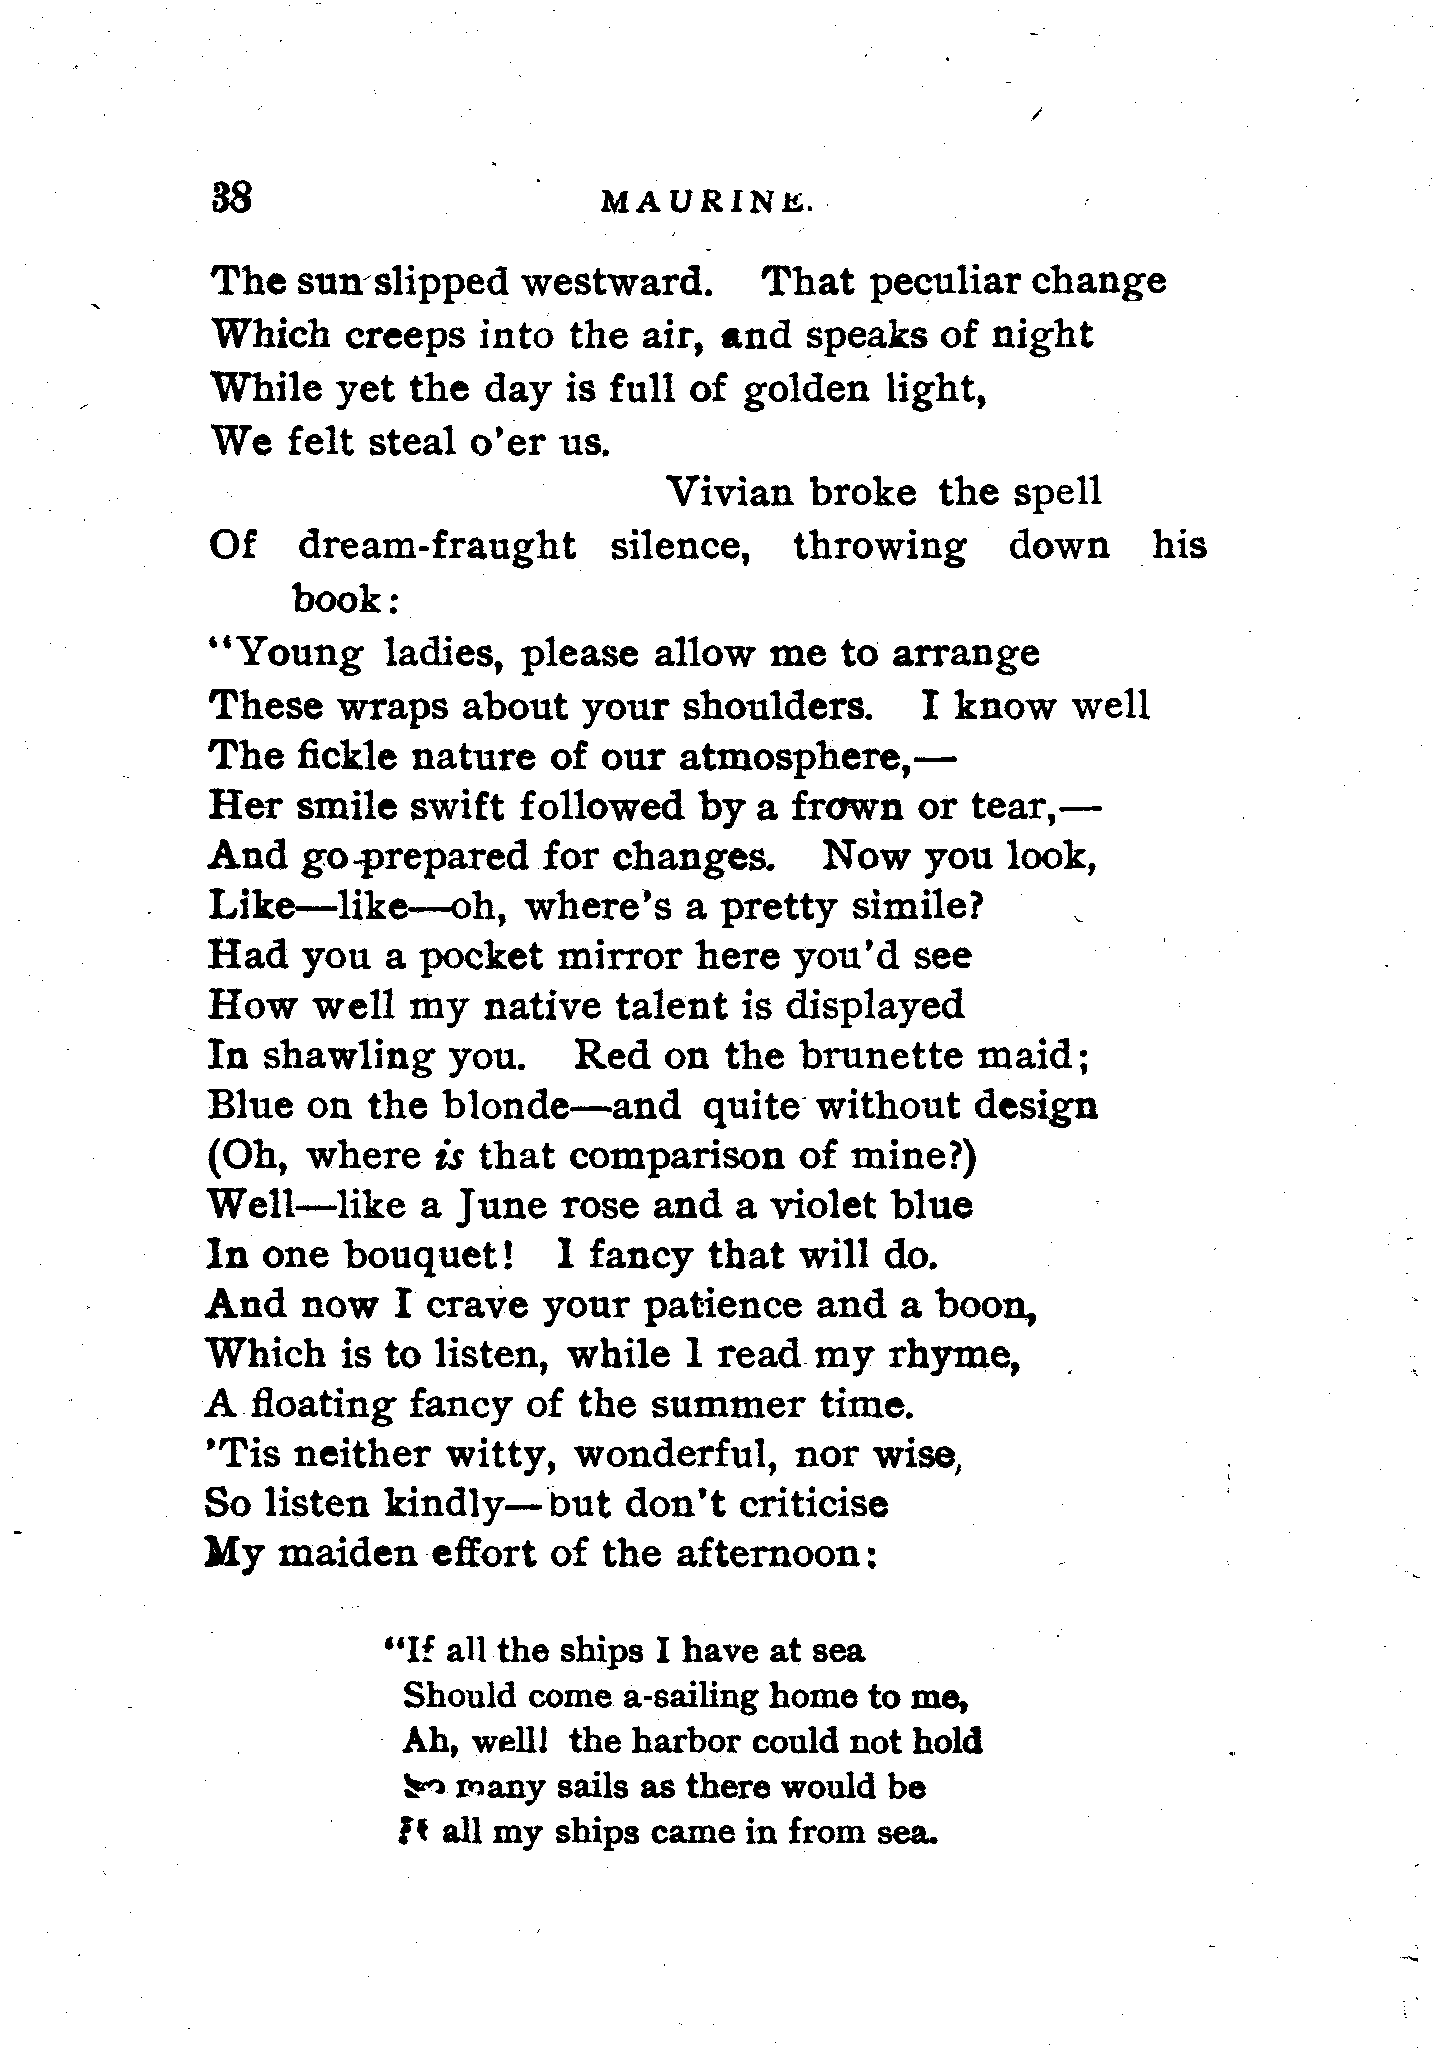 38 MAURINE.
The sun slipped westward. That peculiar change
Which creeps into the air, and speaks of night
While yet the day is full of golden light,
We felt steal o'er us.
Vivian broke the spell
Of dream-fraught silence, throwing down his
book:
"Young ladies, please allow me to arrange
These wraps about your shoulders. I know well
The fickle nature of our atmosphere,—
Her smile swift followed by a frown or tear,—
And go prepared for changes. Now you look,
Like—like—oh, where's a pretty simile?
Had you a pocket mirror here you'd see
How well my native talent is displayed
In shawling you. Red on the brunette maid;
Blue on the blonde—and quite without design
(Oh, where is that comparison of mine?)
Well—like a June rose and a violet blue
In one bouquet! I fancy that will do.
And now I crave your patience and a boon,
Which is to listen, while I read my rhyme,
A floating fancy of the summer time.
'Tis neither witty, wonderful, nor wise,
So listen kindly—but don't criticise
My maiden effort of the afternoon:
"If all the ships I have at sea
Should come a-sailing home to me,
Ah, well! the harbor could not hold
So many sails as there would be
If all my ships came in from sea.